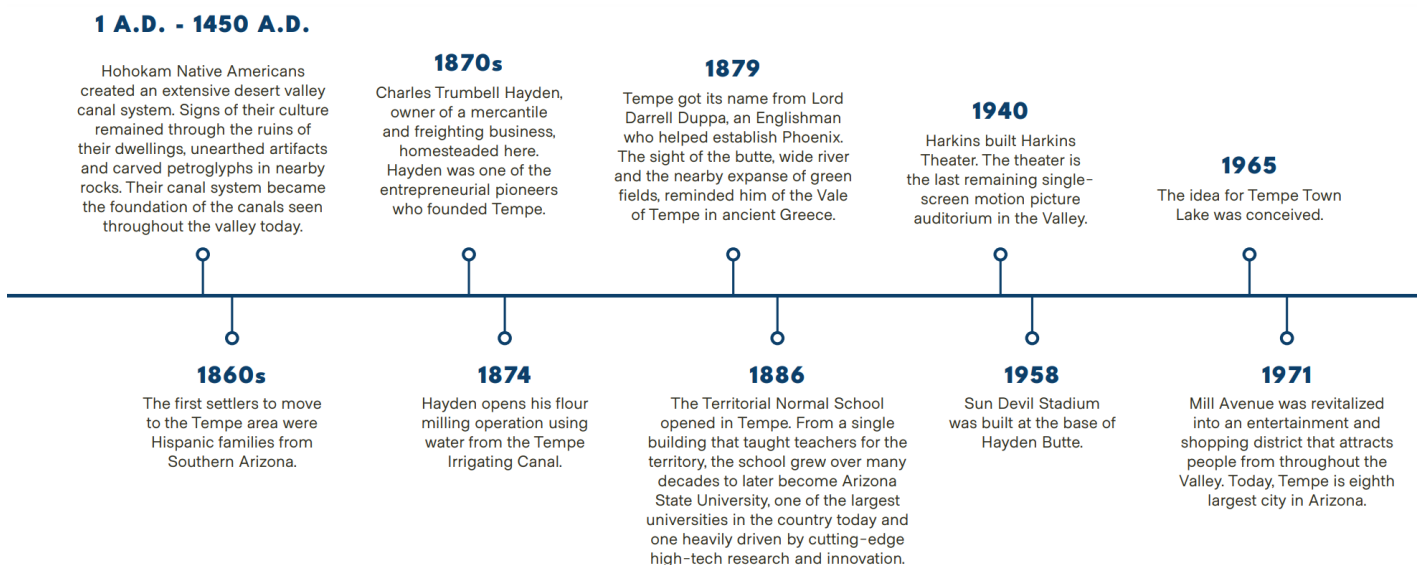 1 A.D. - 1450 A.D.
Hohokam Native Americans
created an extensive desert valley
canal system. Signs of their culture
remained through the ruins of
their dwellings, unearthed artifacts
and carved petroglyphs in nearby
rocks. Their canal system became
the foundation of the canals seen
throughout the valley today.
1860s
The first settlers to move
to the Tempe area were
Hispanic families from
Southern Arizona.
1870s
Charles Trumbell Hayden,
owner of a mercantile
and freighting business,
homesteaded here.
Hayden was one of the
entrepreneurial pioneers
who founded Tempe.
1874
Hayden opens his flour
milling operation using
water from the Tempe
Irrigating Canal.
1879
Tempe got its name from Lord
Darrell Duppa, an Englishman
who helped establish Phoenix.
The sight of the butte, wide river
and the nearby expanse of green
fields, reminded him of the Vale
of Tempe in ancient Greece.
1886
The Territorial Normal School
opened in Tempe. From a single
building that taught teachers for the
territory, the school grew over many
decades to later become Arizona
State University, one of the largest
universities in the country today and
one heavily driven by cutting-edge
high-tech research and innovation.
1940
Harkins built Harkins
Theater. The theater is
the last remaining single-
screen motion picture
auditorium in the Valley.
1958
Sun Devil Stadium
was built at the base of
Hayden Butte.
1965
The idea for Tempe Town
Lake was conceived.
1971
Mill Avenue was revitalized
into an entertainment and
shopping district that attracts
people from throughout the
Valley. Today, Tempe is eighth
largest city in Arizona.